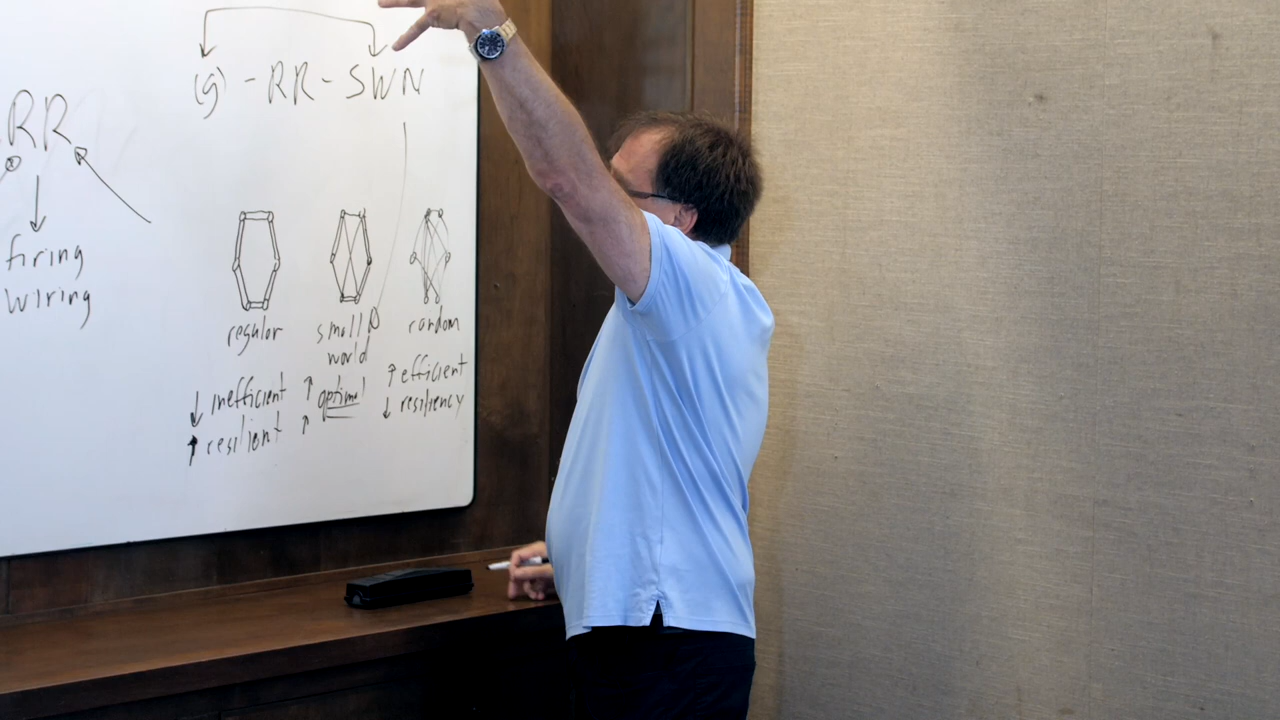 (g) - RR - SWN
RR
firing
wiring
regular
small
world
random
↓ inefficient
↑ resilient
↑ optimal
↑
↑ efficient
↓ resiliency